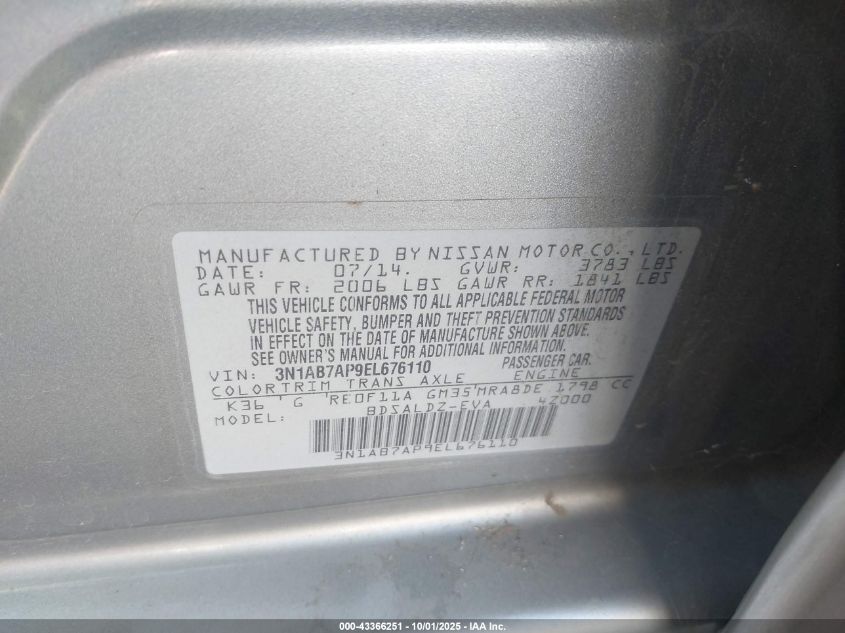 MANUFACTURED BY NISSAN MOTOR CO., LTD.
DATE: 07/14. GVWR: 3783 LBS
GAWR FR: 2006 LBS GAWR RR: 1841 LBS
THIS VEHICLE CONFORMS TO ALL APPLICABLE FEDERAL MOTOR
VEHICLE SAFETY, BUMPER AND THEFT PREVENTION STANDARDS
IN EFFECT ON THE DATE OF MANUFACTURE SHOWN ABOVE.
SEE OWNER'S MANUAL FOR ADDITIONAL INFORMATION.
VIN: 3N1AB7AP9EL676110 PASSENGER CAR.
COLOR TRIM TRANS AXLE ENGINE
K36 G RE0F11A GM35 MRA8DE 1798 CC
MODEL: BDSALDZ-EVA 4Z000
3N1AB7AP9EL676110
000-43366251 - 10/01/2025 - IAA Inc.